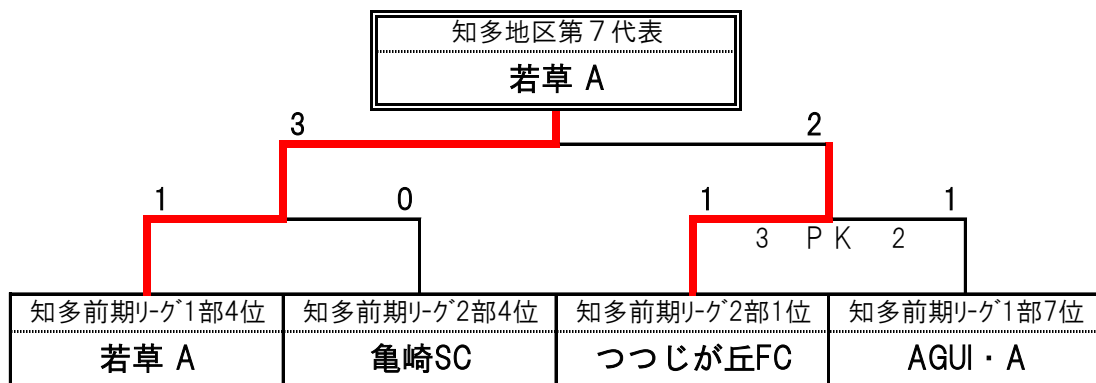 知多地区第７代表
若草 A
3 2
1 0 1 1
3 ＰＫ 2
知多前期ﾘｰｸﾞ1部4位 知多前期ﾘｰｸﾞ2部4位 知多前期ﾘｰｸﾞ2部1位 知多前期ﾘｰｸﾞ1部7位
若草 A 亀崎SC つつじが丘FC AGUI・A